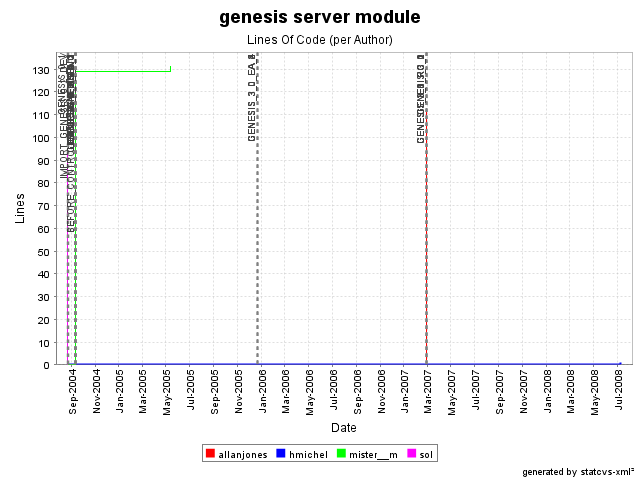 genesis server module
Lines Of Code (per Author)
130
120
110
100
90
80
70
60
50
40
30
20
10
0
Lines
GENESIS_3_0_EA_
Sep-2004
Nov-2004
Jan-2005
Mar-2005
May-2005
Jul-2005
Sep-2005
Nov-2005
Jan-2006
Mar-2006
May-2006
Jul-2006
Sep-2006
Nov-2006
Jan-2007
Mar-2007
May-2007
Jul-2007
Sep-2007
Nov-2007
Jan-2008
Mar-2008
May-2008
Jul-2008
Date
allanjones hmichel mister__m sol
generated by statcvs-xml²